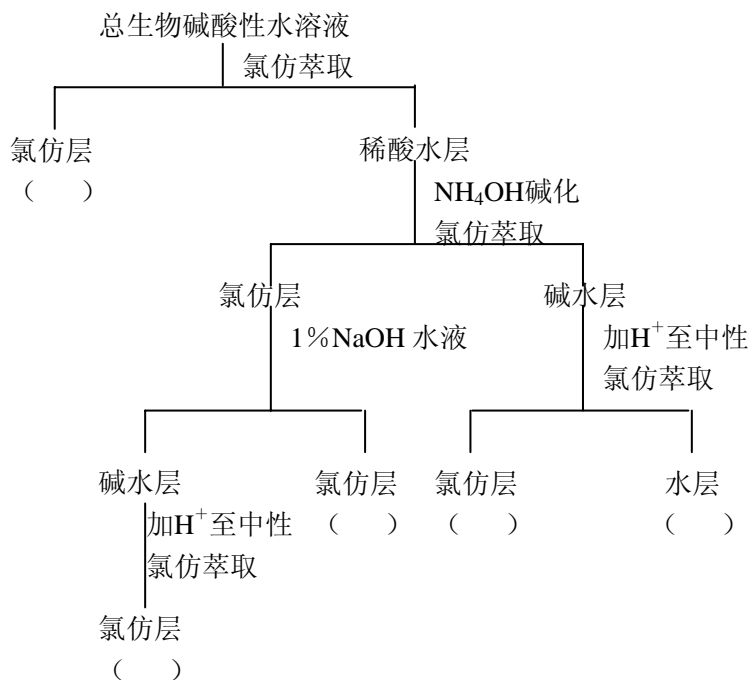 总生物碱酸性水溶液
氯仿萃取
氯仿层
稀酸水层
（　　）
NH₄OH碱化
氯仿萃取
氯仿层
碱水层
1％NaOH 水液
加H⁺至中性
氯仿萃取
碱水层
氯仿层
氯仿层
水层
加H⁺至中性
（　　）
（　　）
（　　）
氯仿萃取
氯仿层
（　　）